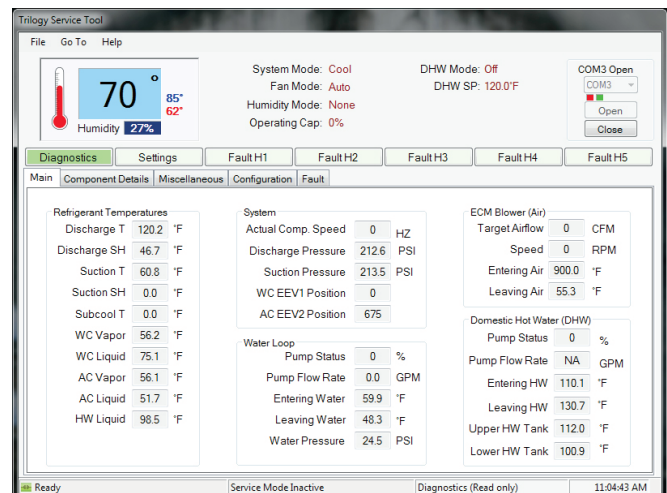 Trilogy Service Tool
File Go To Help
70 °
85°
62°
Humidity 27%
System Mode: Cool
Fan Mode: Auto
Humidity Mode: None
Operating Cap: 0%
DHW Mode: Off
DHW SP: 120.0°F
COM3 Open
COM3
Open
Close
Diagnostics Settings Fault H1 Fault H2 Fault H3 Fault H4 Fault H5
Main Component Details Miscellaneous Configuration Fault
Refrigerant Temperatures
Discharge T 120.2 °F
Discharge SH 46.7 °F
Suction T 60.8 °F
Suction SH 0.0 °F
Subcool T 0.0 °F
WC Vapor 56.2 °F
WC Liquid 75.1 °F
AC Vapor 56.1 °F
AC Liquid 51.7 °F
HW Liquid 98.5 °F
System
Actual Comp. Speed 0 HZ
Discharge Pressure 212.6 PSI
Suction Pressure 213.5 PSI
WC EEV1 Position 0
AC EEV2 Position 675
Water Loop
Pump Status 0 %
Pump Flow Rate 0.0 GPM
Entering Water 59.9 °F
Leaving Water 48.3 °F
Water Pressure 24.5 PSI
ECM Blower (Air)
Target Airflow 0 CFM
Speed 0 RPM
Entering Air 900.0 °F
Leaving Air 55.3 °F
Domestic Hot Water (DHW)
Pump Status 0 %
Pump Flow Rate NA GPM
Entering HW 110.1 °F
Leaving HW 130.7 °F
Upper HW Tank 112.0 °F
Lower HW Tank 100.9 °F
Ready Service Mode Inactive Diagnostics (Read only) 11:04:43 AM